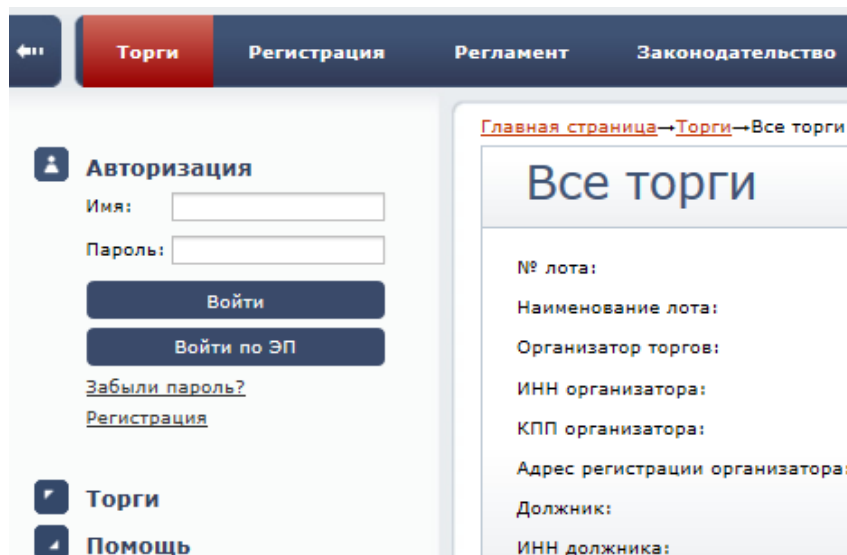 Торги Регистрация Регламент Законодательство
Главная страница→Торги→Все торги
Авторизация
Имя:
Пароль:
Войти
Войти по ЭП
Забыли пароль?
Регистрация
Торги
Помощь
Все торги
№ лота:
Наименование лота:
Организатор торгов:
ИНН организатора:
КПП организатора:
Адрес регистрации организатора:
Должник:
ИНН должника: